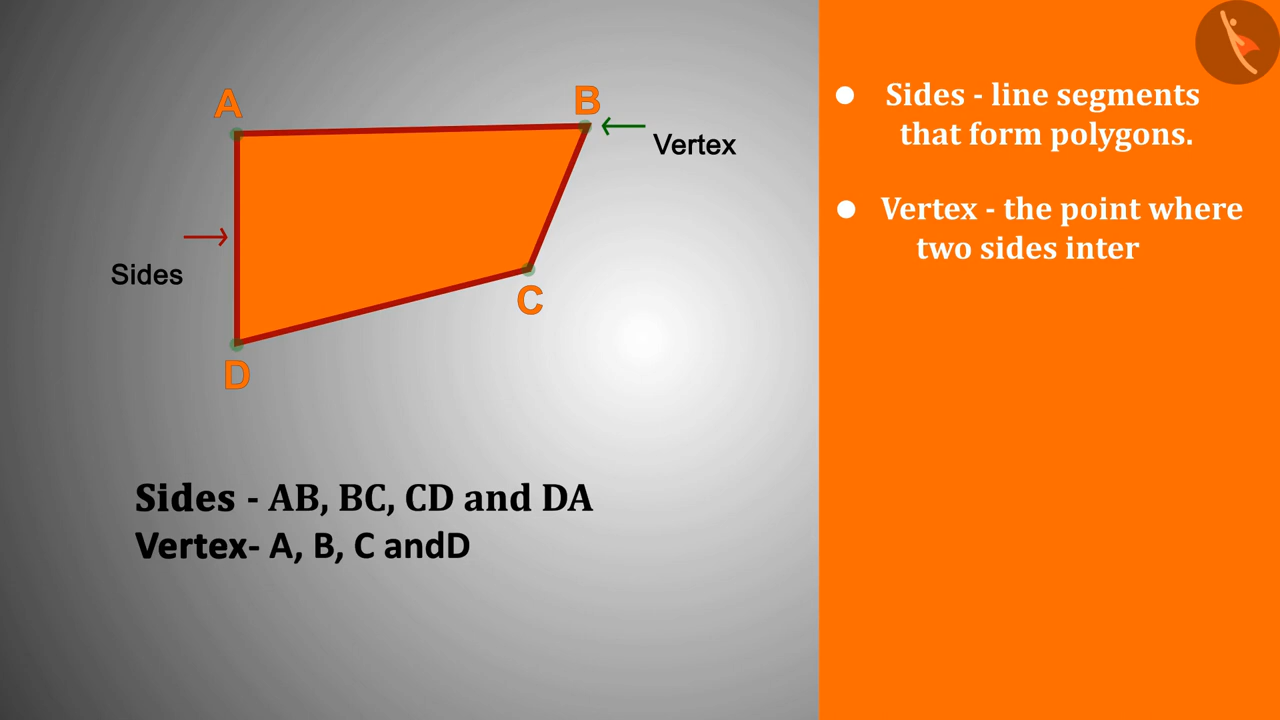 A
B
Vertex
Sides
C
D
Sides - AB, BC, CD and DA
Vertex- A, B, C andD
● Sides - line segments
that form polygons.
● Vertex - the point where
two sides inter